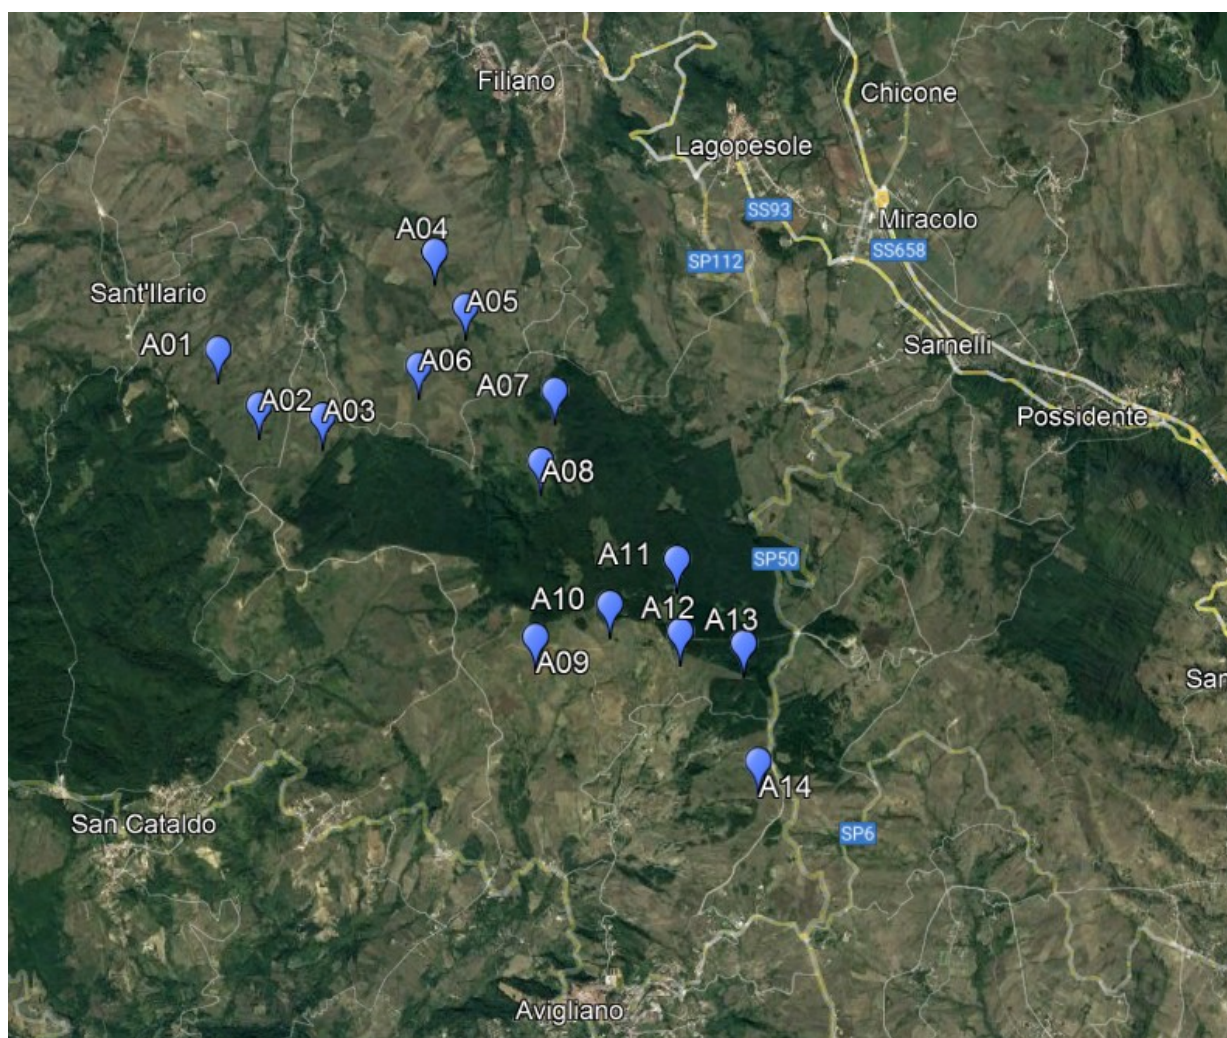 Filiano
Chicone
Lagopesole
SS93
Miracolo
A04
SS658
SP112
Sant'Ilario
A05
A01
Sarnelli
A06
A07
A02
A03
Possidente
A08
A11
SP50
A10
A12
A13
A09
San
A14
San Cataldo
SP6
Avigliano